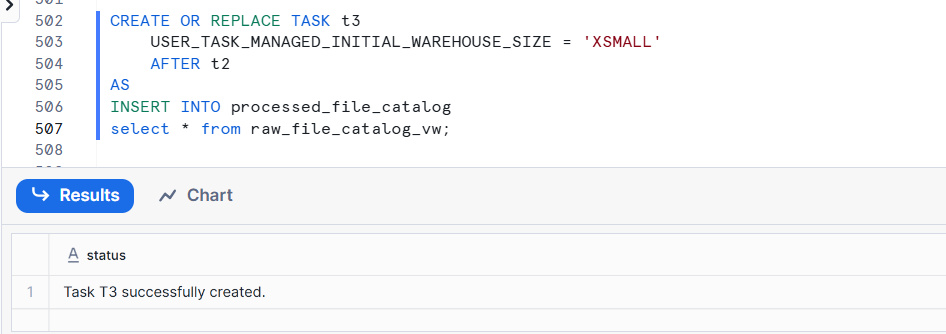 502 CREATE OR REPLACE TASK t3
503 USER_TASK_MANAGED_INITIAL_WAREHOUSE_SIZE = 'XSMALL'
504 AFTER t2
505 AS
506 INSERT INTO processed_file_catalog
507 select * from raw_file_catalog_vw;
508
Results Chart
A status
1 Task T3 successfully created.